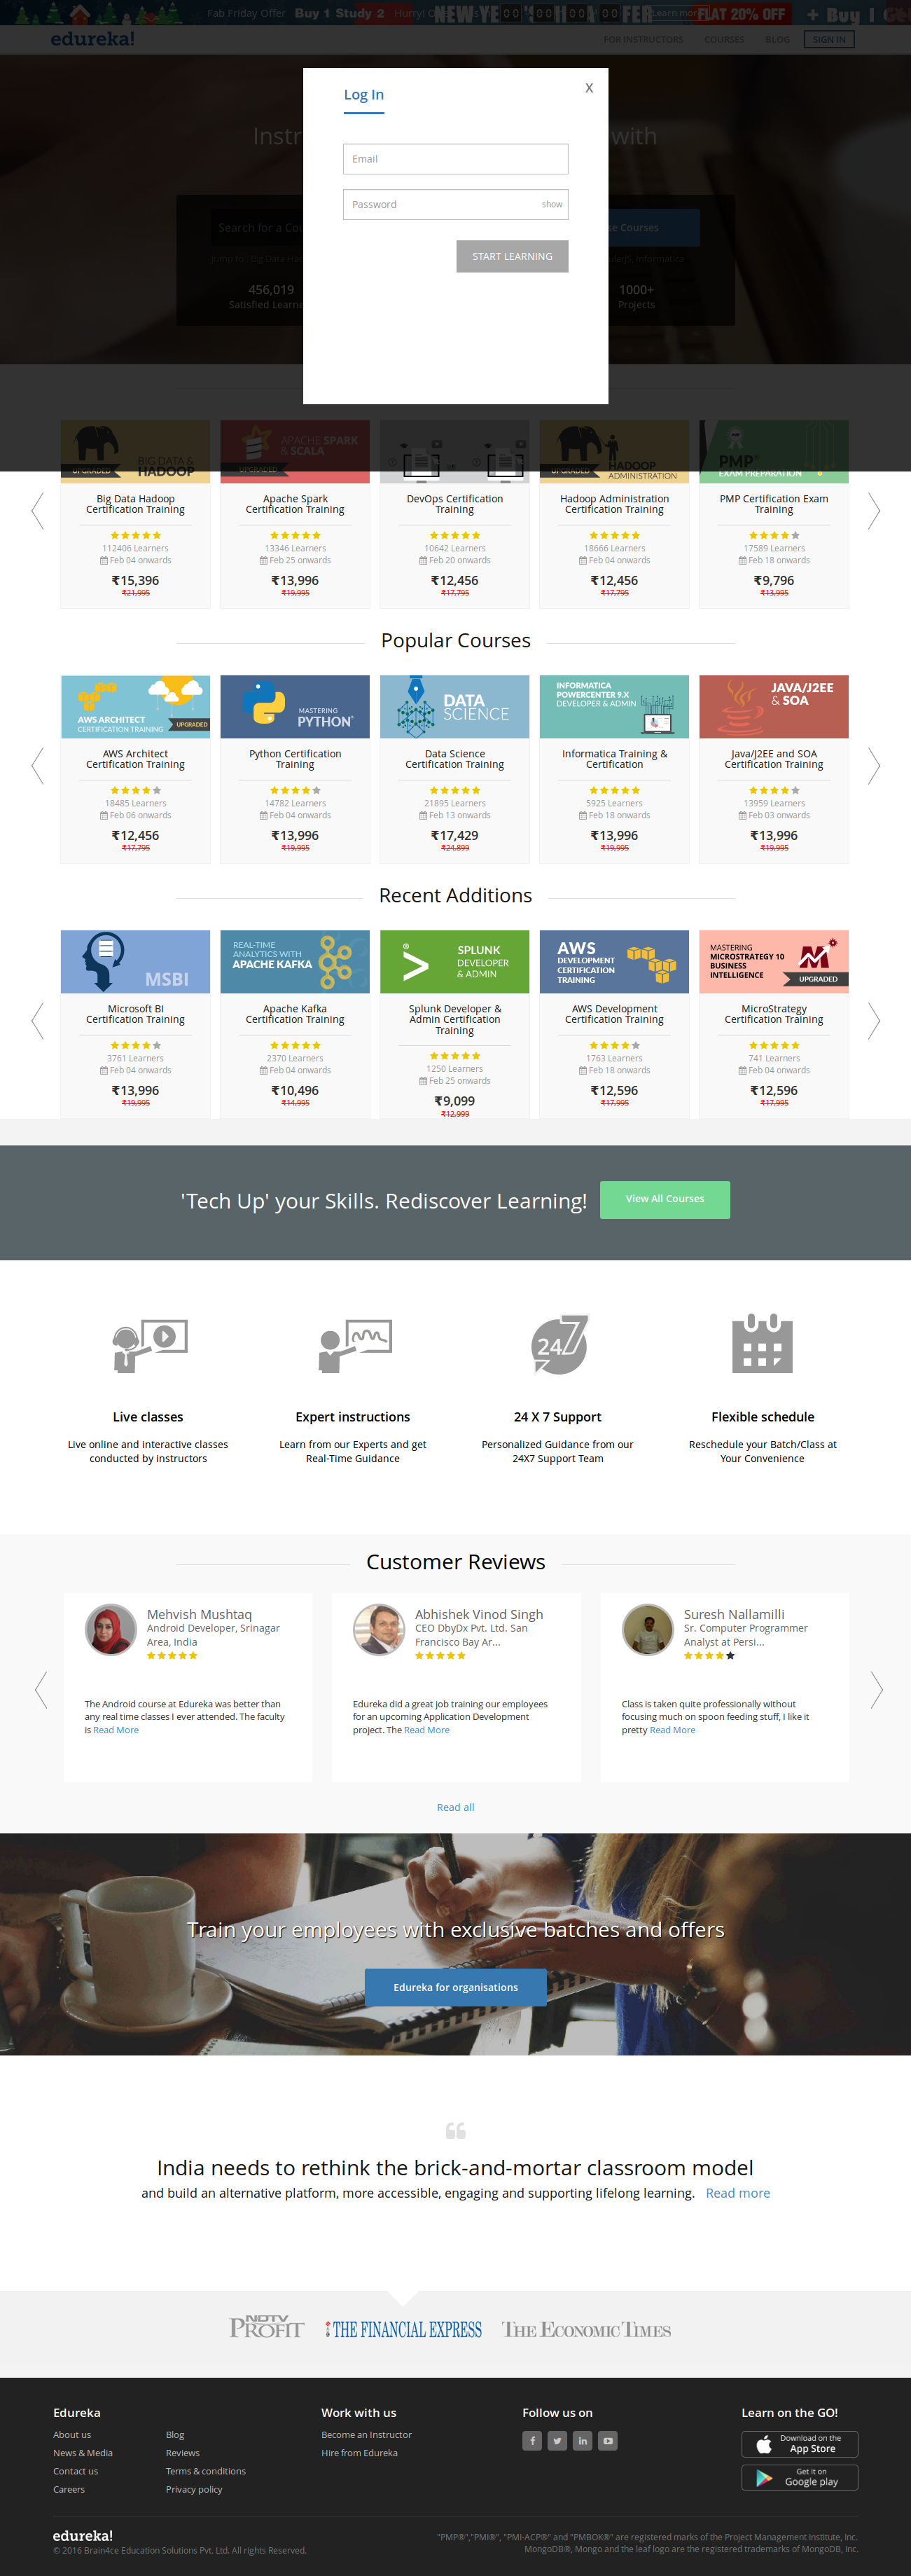 Fab Friday Offer Buy 1 Study 2 Hurry!
NEW
00 00 00 00
Learn more
FLAT 20% OFF
+ Buy 1
edureka!
FOR INSTRUCTORS
COURSES
BLOG
SIGN IN
Log In
X
Email
Password
show
START LEARNING
with
Search for a
Courses
456,019
1000+
Satisfied
Projects
BIG DATA &
HADOOP
UPGRADED
APACHE SPARK
& SCALA
UPGRADED
HADOOP
ADMINISTRATION
UPGRADED
PMP®
EXAM PREPARATION
Big Data Hadoop
Certification Training
112406 Learners
Feb 04 onwards
₹15,396
₹21,995
Apache Spark
Certification Training
13346 Learners
Feb 25 onwards
₹13,996
₹19,995
DevOps Certification
Training
10642 Learners
Feb 20 onwards
₹12,456
₹17,795
Hadoop Administration
Certification Training
18666 Learners
Feb 04 onwards
₹12,456
₹17,795
PMP Certification Exam
Training
17589 Learners
Feb 18 onwards
₹9,796
₹13,995
Popular Courses
AWS ARCHITECT
CERTIFICATION TRAINING
UPGRADED
AWS Architect
Certification Training
18485 Learners
Feb 06 onwards
₹12,456
₹17,795
MASTERING
PYTHON®
Python Certification
Training
14782 Learners
Feb 04 onwards
₹13,996
₹19,995
DATA
SCIENCE
Data Science
Certification Training
21895 Learners
Feb 13 onwards
₹17,429
₹24,899
INFORMATICA
POWERCENTER 9.X
DEVELOPER & ADMIN
Informatica Training &
Certification
5925 Learners
Feb 18 onwards
₹13,996
₹19,995
JAVA/J2EE
& SOA
Java/J2EE and SOA
Certification Training
13959 Learners
Feb 03 onwards
₹13,996
₹19,995
Recent Additions
MSBI
Microsoft BI
Certification Training
3761 Learners
Feb 04 onwards
₹13,996
₹19,995
REAL-TIME
ANALYTICS WITH
APACHE KAFKA
Apache Kafka
Certification Training
2370 Learners
Feb 04 onwards
₹10,496
₹14,995
SPLUNK
DEVELOPER
& ADMIN
Splunk Developer &
Admin Certification
Training
1250 Learners
Feb 25 onwards
₹9,099
₹12,999
AWS
DEVELOPMENT
CERTIFICATION
TRAINING
AWS Development
Certification Training
1763 Learners
Feb 18 onwards
₹12,596
₹17,995
MASTERING
MICROSTRATEGY 10
BUSINESS
INTELLIGENCE
UPGRADED
MicroStrategy
Certification Training
741 Learners
Feb 04 onwards
₹12,596
₹17,995
'Tech Up' your Skills. Rediscover Learning!
View All Courses
24 7
Live classes
Live online and interactive classes
conducted by instructors
Expert instructions
Learn from our Experts and get
Real-Time Guidance
24 X 7 Support
Personalized Guidance from our
24X7 Support Team
Flexible schedule
Reschedule your Batch/Class at
Your Convenience
Customer Reviews
Mehvish Mushtaq
Android Developer, Srinagar
Area, India
The Android course at Edureka was better than
any real time classes I ever attended. The faculty
is Read More
Abhishek Vinod Singh
CEO DbyDx Pvt. Ltd. San
Francisco Bay Ar...
Edureka did a great job training our employees
for an upcoming Application Development
project. The Read More
Suresh Nallamilli
Sr. Computer Programmer
Analyst at Persi...
Class is taken quite professionally without
focusing much on spoon feeding stuff, I like it
pretty Read More
Read all
Train your employees with exclusive batches and offers
Edureka for organisations
India needs to rethink the brick-and-mortar classroom model
and build an alternative platform, more accessible, engaging and supporting lifelong learning. Read more
NDTV
PROFIT
THE FINANCIAL EXPRESS
THE ECONOMIC TIMES
Edureka
About us
News & Media
Contact us
Careers
Blog
Reviews
Terms & conditions
Privacy policy
Work with us
Become an Instructor
Hire from Edureka
Follow us on
Learn on the GO!
Download on the
App Store
Get it on
Google play
edureka!
© 2016 Brain4ce Education Solutions Pvt. Ltd. All rights Reserved.
"PMP®","PMI®", "PMI-ACP®" and "PMBOK®" are registered marks of the Project Management Institute, Inc.
MongoDB®, Mongo and the leaf logo are the registered trademarks of MongoDB, Inc.